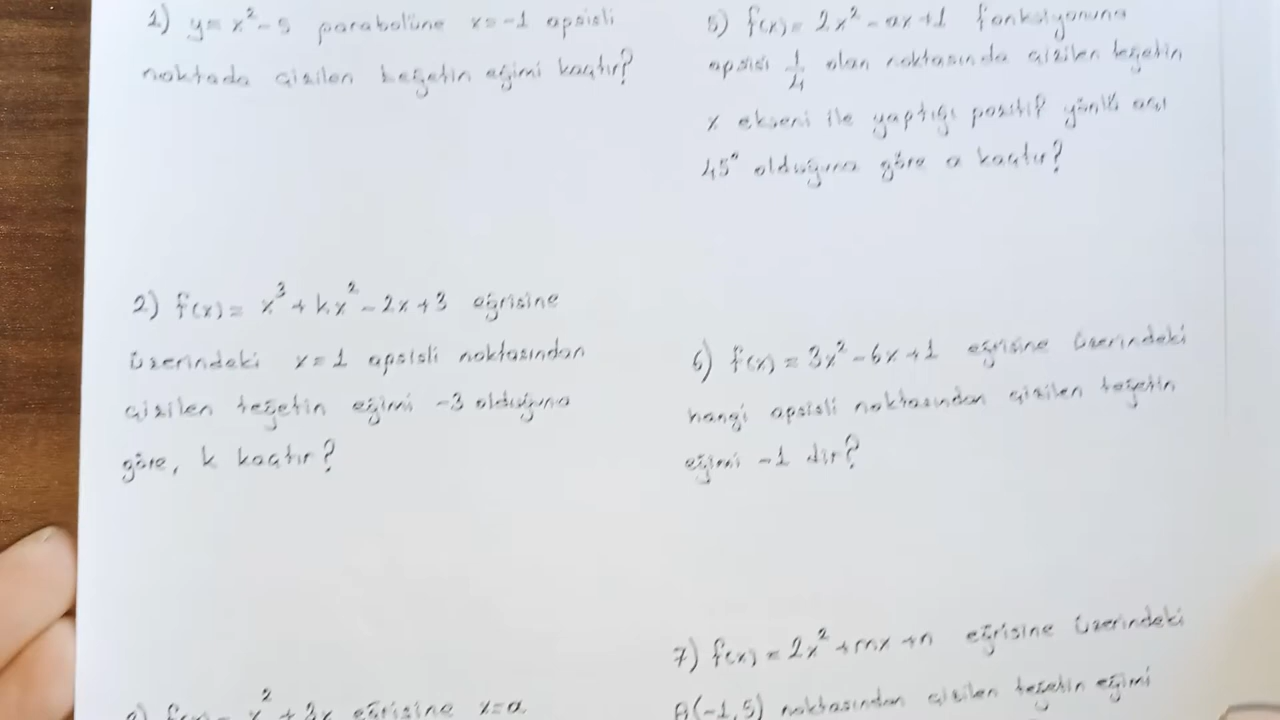 1) y = x² - 5 parabolüne x = -1 apsisli
noktada çizilen teğetin eğimi kaçtır?
2) f(x) = x³ + kx² - 2x + 3 eğrisine
üzerindeki x = 1 apsisli noktasından
çizilen teğetin eğimi -3 olduğuna
göre, k kaçtır?
f(x) = x² + 3x eğrisine x = a
5) f(x) = 2x² - ax + 1 fonksiyonuna
apsisi 1/4 olan noktasında çizilen teğetin
x ekseni ile yaptığı pozitif yönlü açı
45° olduğuna göre a kaçtır?
6) f(x) = 3x² - 6x + 1 eğrisine üzerindeki
hangi apsisli noktasından çizilen teğetin
eğimi -1 dir?
7) f(x) = 2x² + mx + n eğrisine üzerindeki
A(-1,5) noktasından çizilen teğetin eğimi